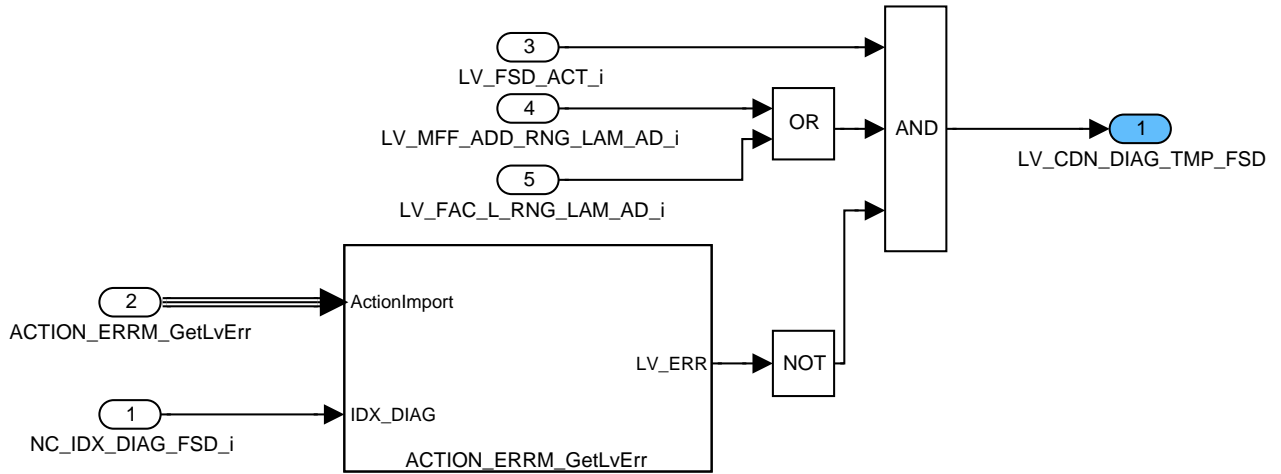 3
LV_FSD_ACT_i
4
LV_MFF_ADD_RNG_LAM_AD_i
OR
AND
1
LV_CDN_DIAG_TMP_FSD
5
LV_FAC_L_RNG_LAM_AD_i
2
ACTION_ERRM_GetLvErr
ActionImport
LV_ERR
NOT
1
NC_IDX_DIAG_FSD_i
IDX_DIAG
ACTION_ERRM_GetLvErr